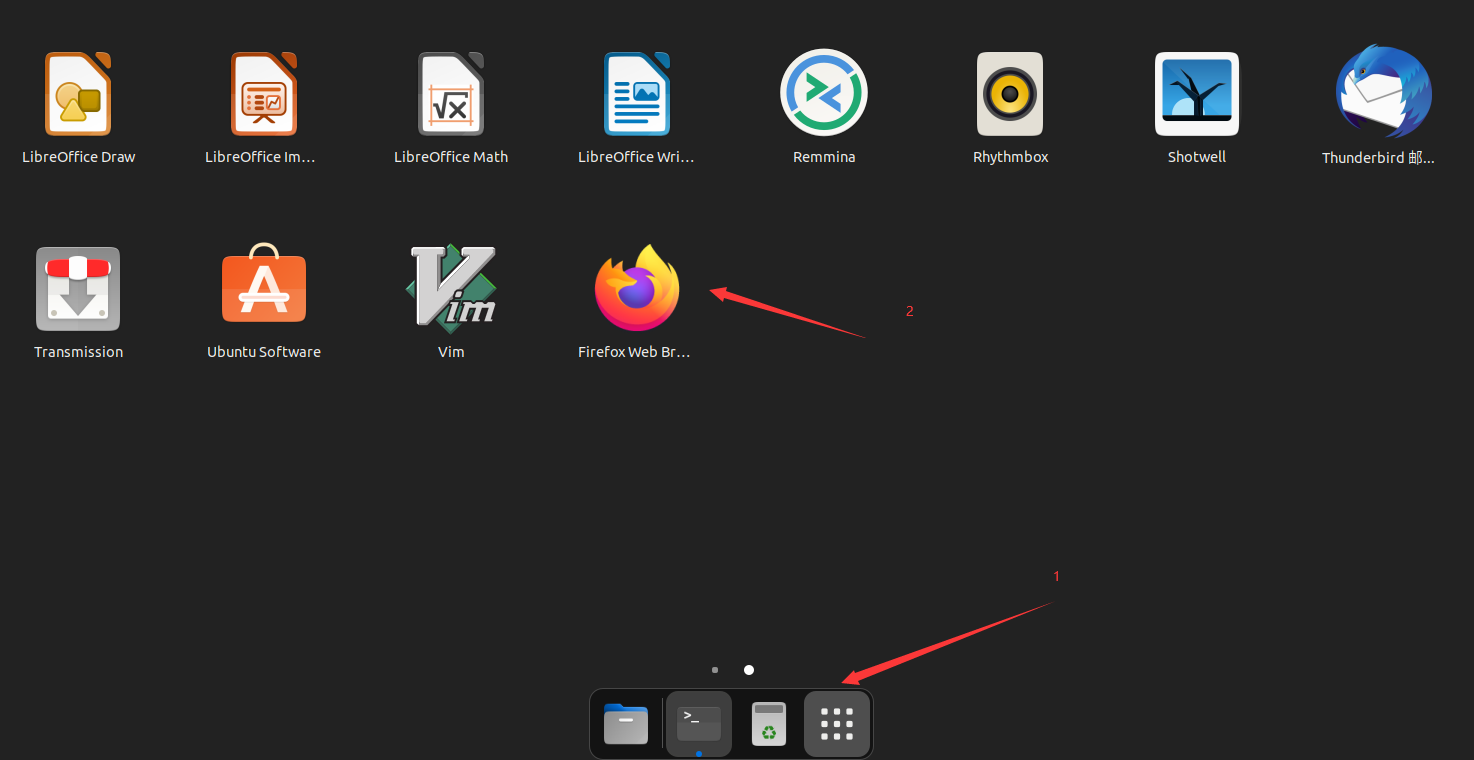 LibreOffice Draw
LibreOffice Im...
LibreOffice Math
LibreOffice Wri...
Remmina
Rhythmbox
Shotwell
Thunderbird 邮...
Transmission
Ubuntu Software
Vim
Vim
Firefox Web Br...
2
1
>_